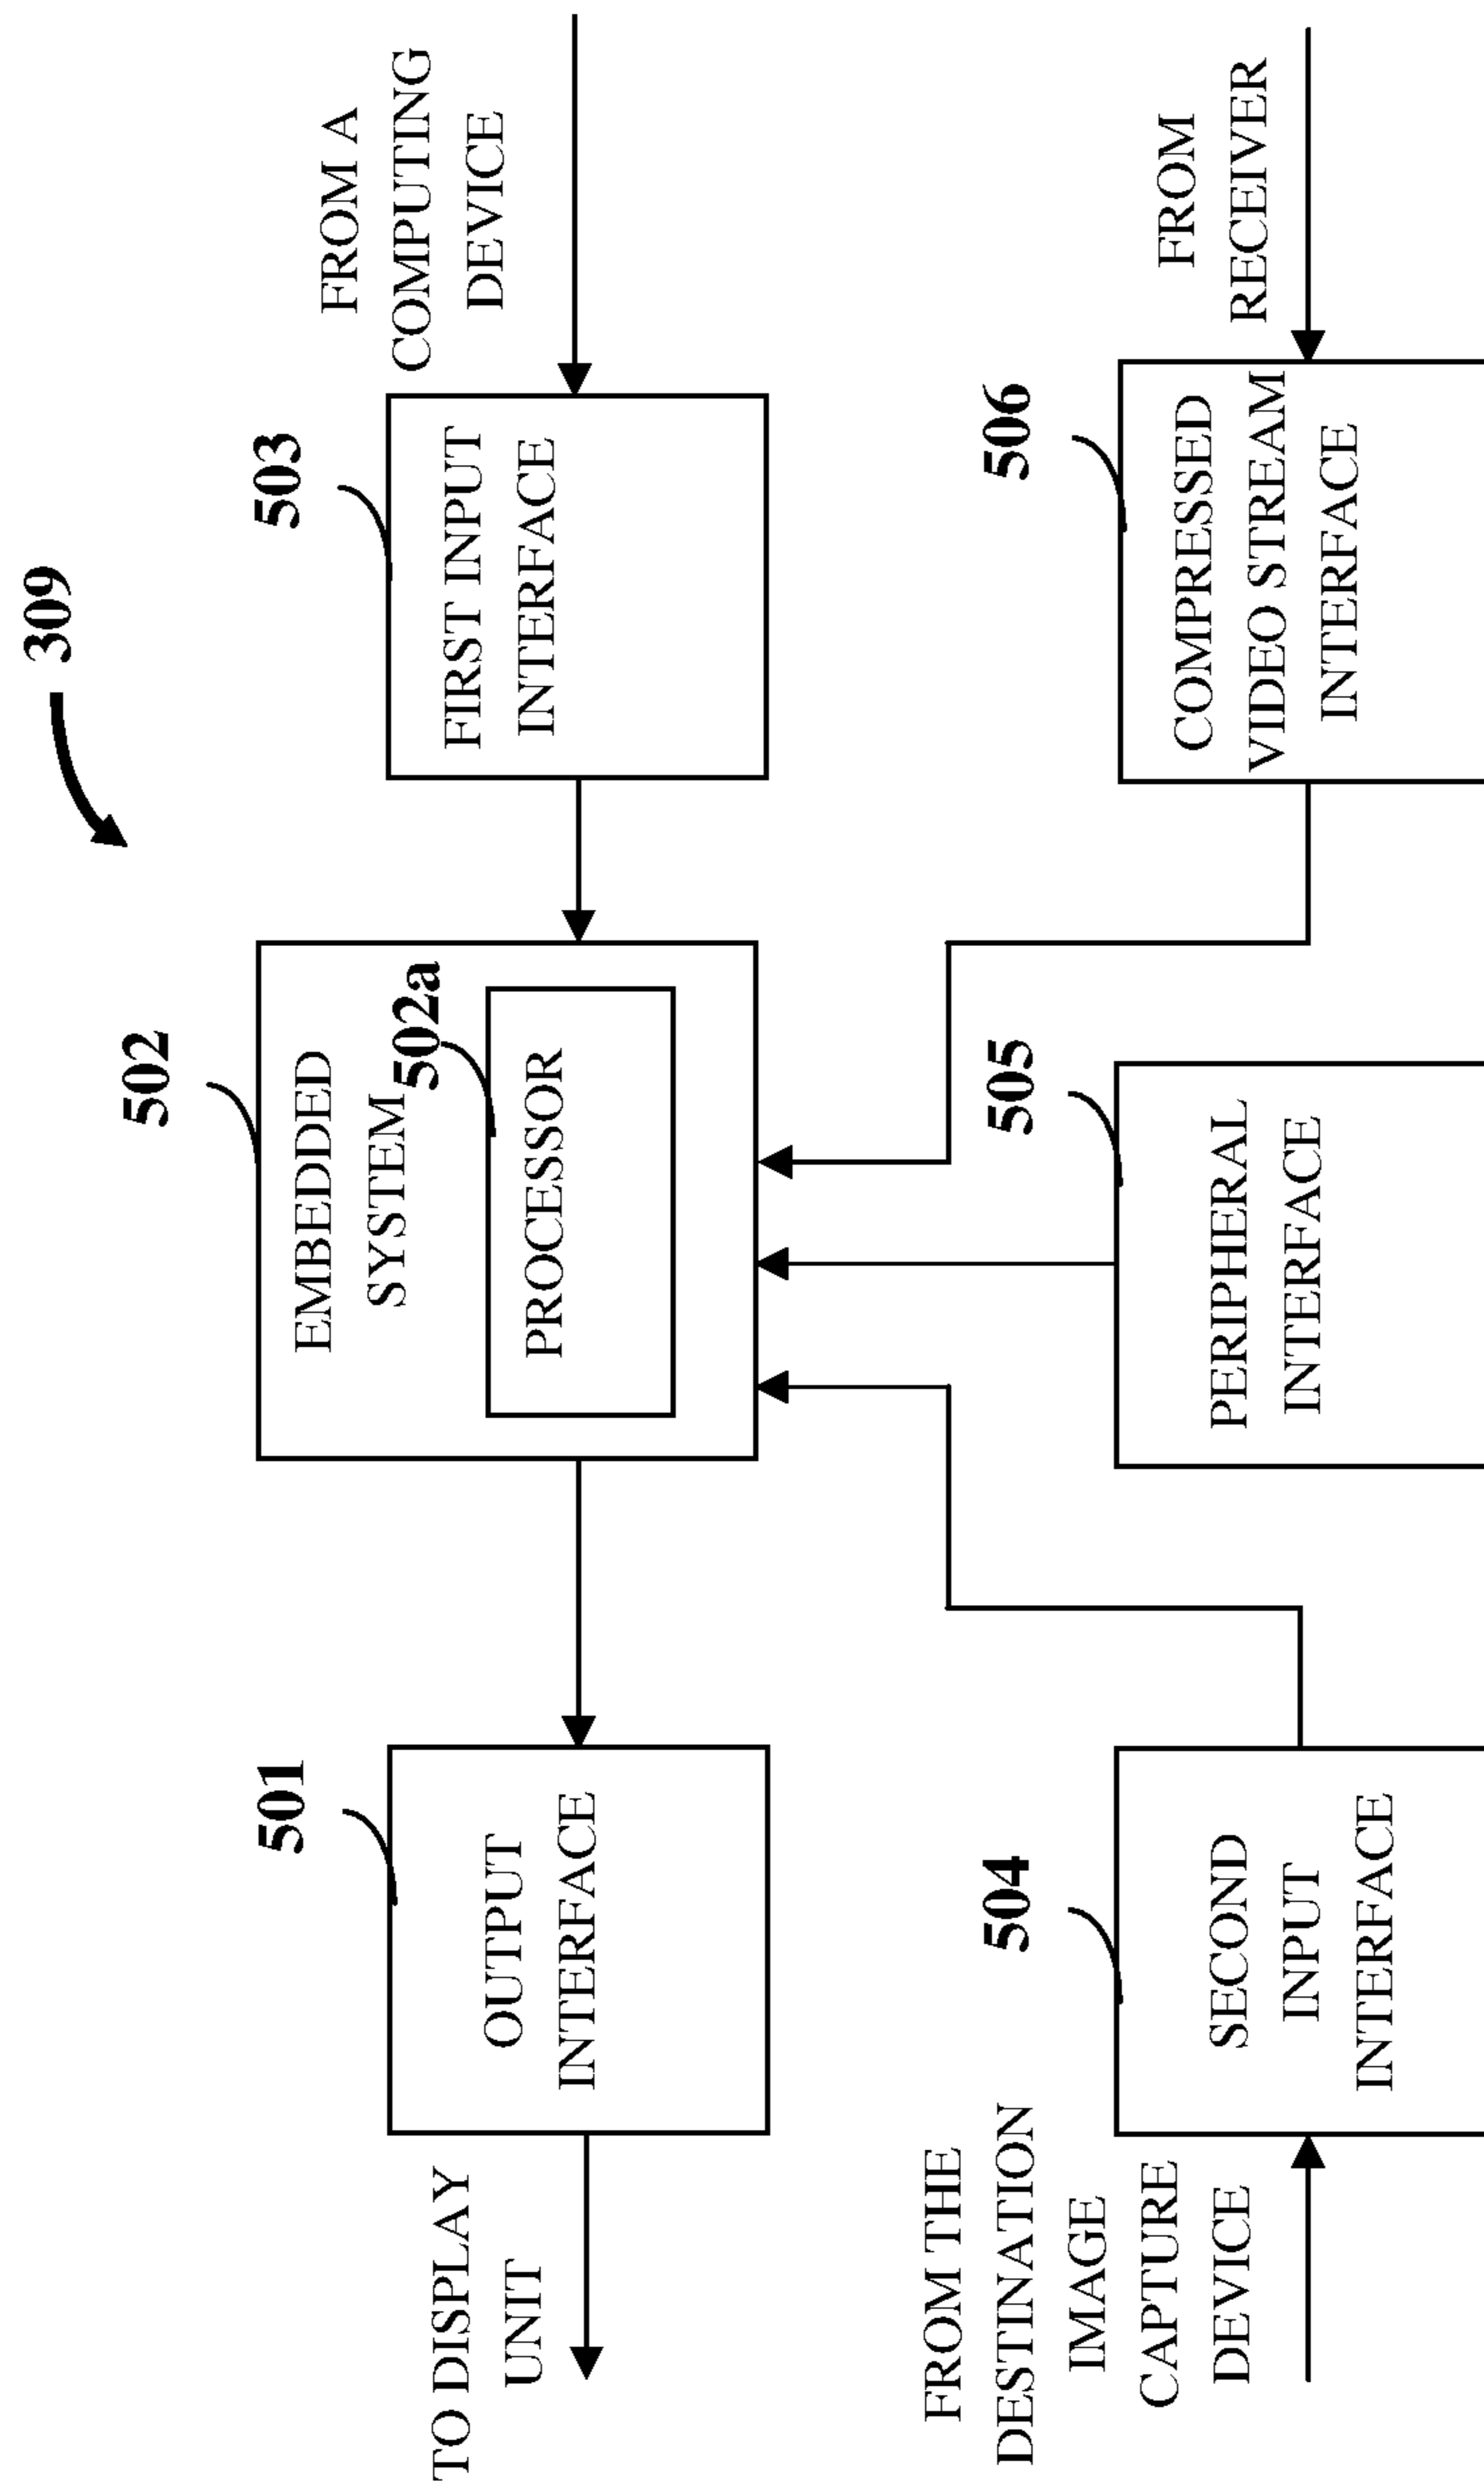 309
501
502
503
TO DISPLAY
UNIT
OUTPUT
INTERFACE
EMBEDDED
SYSTEM
502a
PROCESSOR
FIRST INPUT
INTERFACE
FROM A
COMPUTING
DEVICE
504
505
506
FROM THE
DESTINATION
IMAGE
CAPTURE
DEVICE
SECOND
INPUT
INTERFACE
PERIPHERAL
INTERFACE
COMPRESSED
VIDEO STREAM
INTERFACE
FROM
RECEIVER